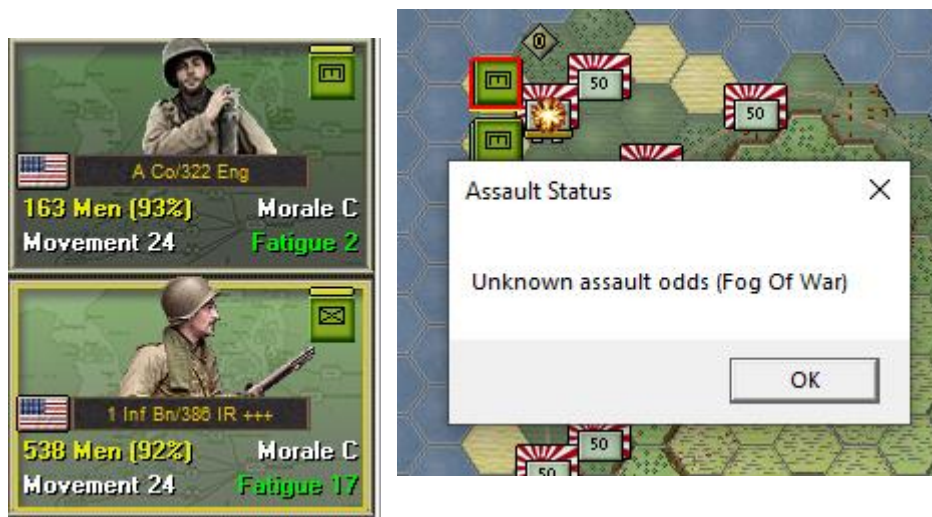 A Co/322 Eng
163 Men (93%) Morale C
Movement 24 Fatigue 2
1 Inf Bn/386 IR +++
538 Men (92%) Morale C
Movement 24 Fatigue 17
0
50
50
Assault Status
Unknown assault odds (Fog Of War)
OK
50
50